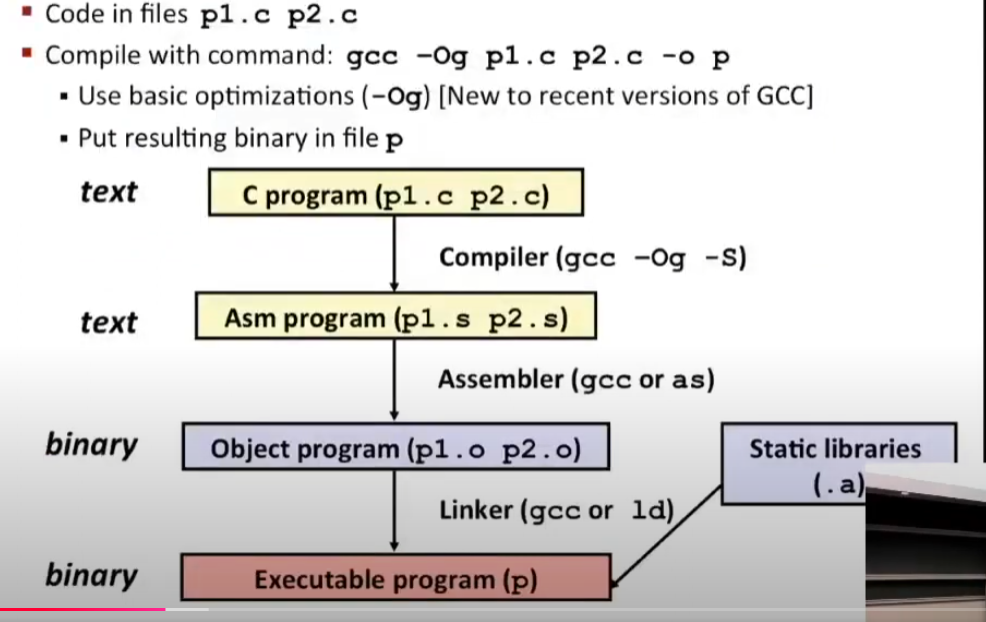 Code in files p1.c p2.c
Compile with command: gcc -Og p1.c p2.c -o p
Use basic optimizations (-Og) [New to recent versions of GCC]
Put resulting binary in file p
text
C program (p1.c p2.c)
Compiler (gcc -Og -S)
text
Asm program (p1.s p2.s)
Assembler (gcc or as)
binary
Object program (p1.o p2.o)
Static libraries
(.a)
Linker (gcc or ld)
binary
Executable program (p)